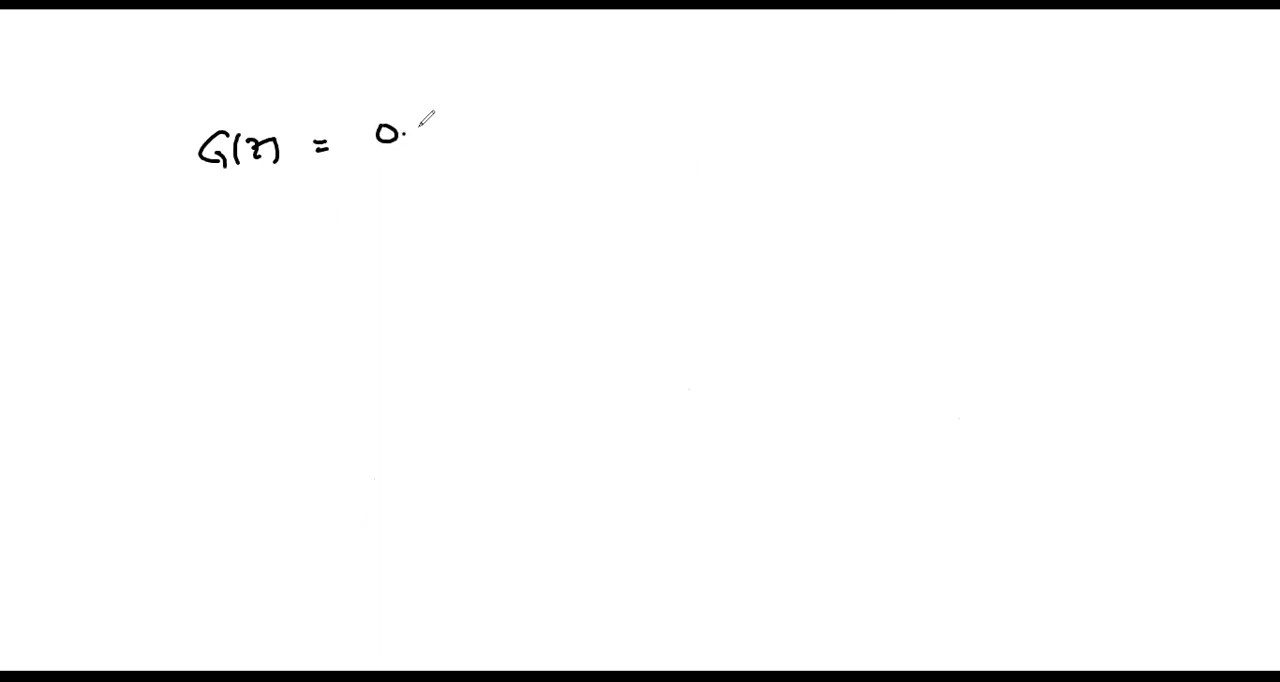 G(z) = 0.